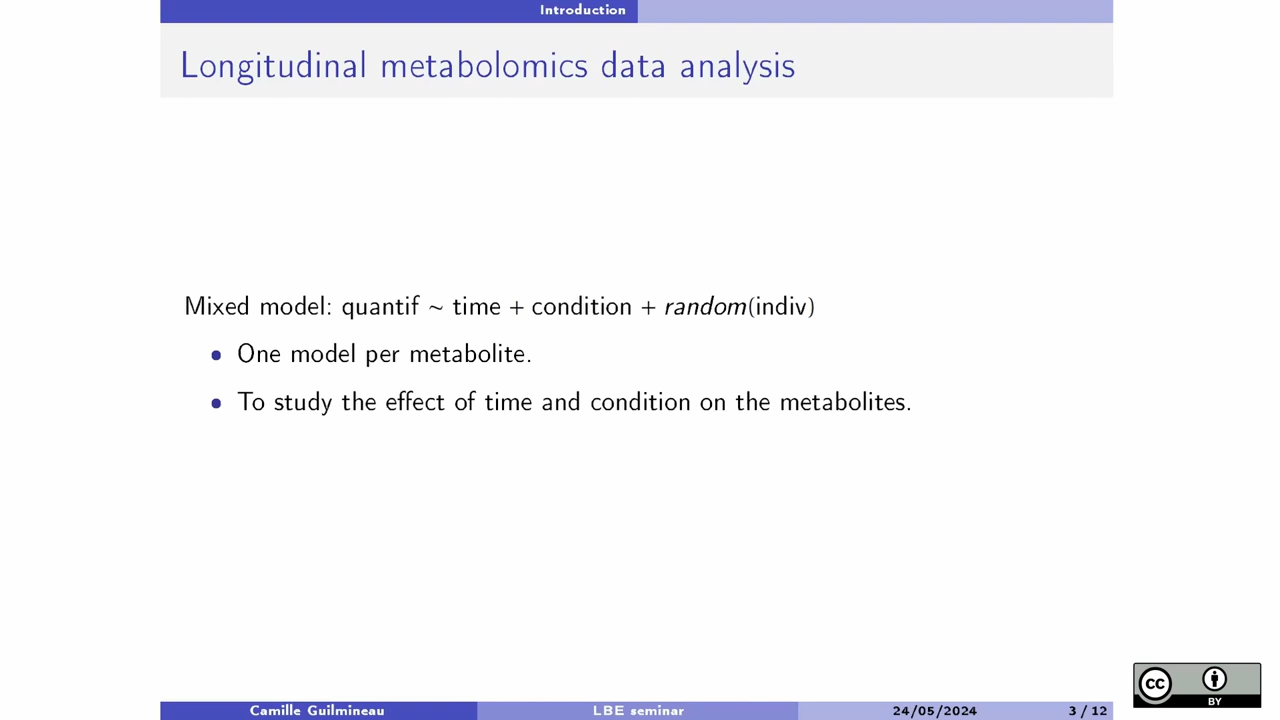 Introduction
Longitudinal metabolomics data analysis
Mixed model: quantif ~ time + condition + random(indiv)
• One model per metabolite.
• To study the effect of time and condition on the metabolites.
Camille Guilmineau LBE seminar 24/05/2024 3 / 12
CC BY